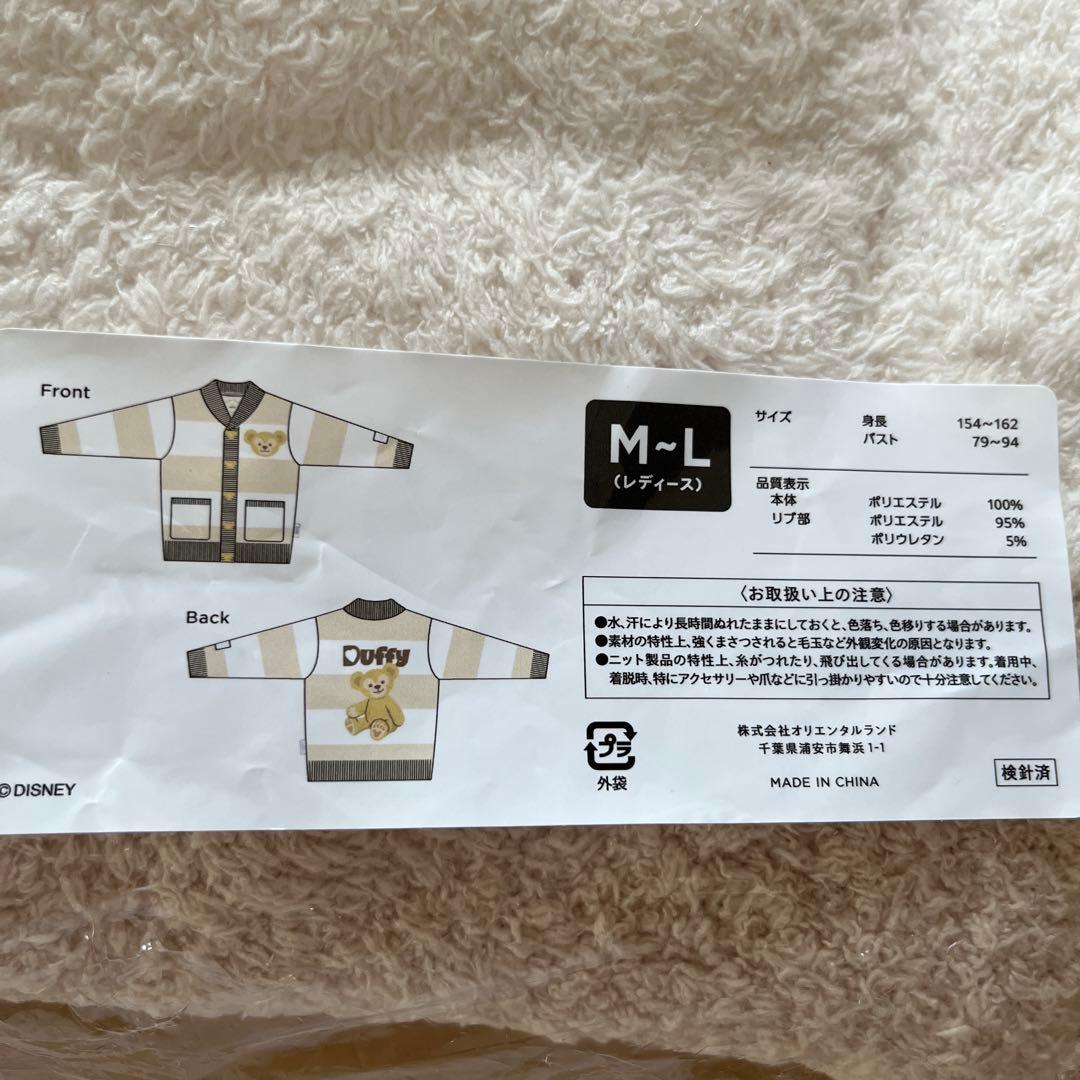 Front
Back
Duffy
©DISNEY
M~L
(レディース)
サイズ 身長 154~162
バスト 79~94
品質表示
本体 ポリエステル 100%
リブ部 ポリエステル 95%
ポリウレタン 5%
〈お取扱い上の注意〉
●水、汗により長時間ぬれたままにしておくと、色落ち、色移りする場合があります。
●素材の特性上、強くまさつされると毛玉など外観変化の原因となります。
●ニット製品の特性上、糸がつれたり、飛び出してくる場合があります。着用中、
着脱時、特にアクセサリーや爪などに引っ掛かりやすいので十分注意してください。
プラ
外袋
株式会社オリエンタルランド
千葉県浦安市舞浜1-1
MADE IN CHINA
検針済